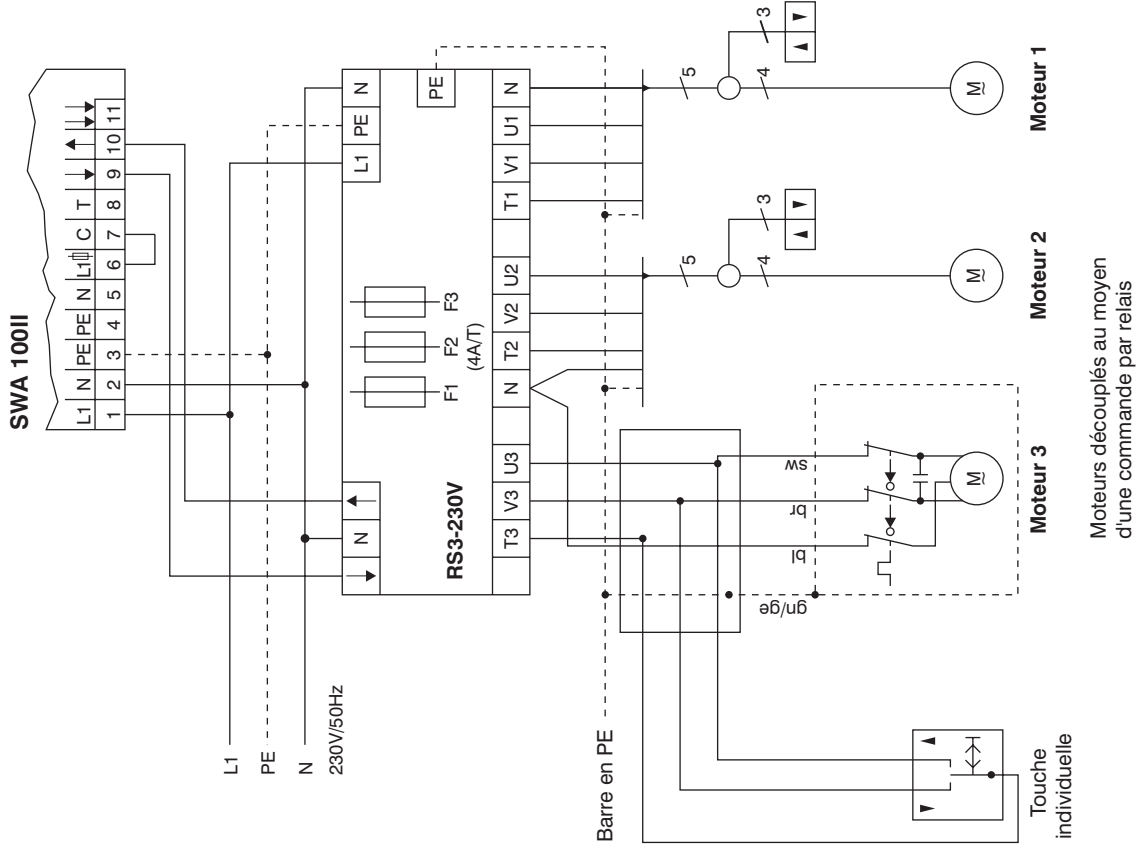 SWA 100II
L1 N PE PE N L1 C T
1 2 3 4 5 6 7 8 9 10 11
L1
PE
N
230V/50Hz
N
L1 PE N
PE
RS3-230V
F1 F2 F3
(4A/T)
T3 V3 U3 N T2 V2 U2 T1 V1 U1 N
Barre en PE
gn/ge
bl
br
sw
5
3
4
5
3
4
M~
M~
M~
Touche
individuelle
Moteur 3
Moteur 2
Moteur 1
Moteurs découplés au moyen
d'une commande par relais